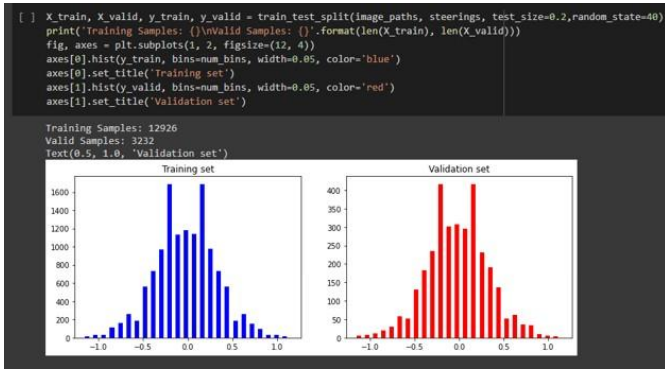 [ ] X_train, X_valid, y_train, y_valid = train_test_split(image_paths, steerings, test_size=0.2,random_state=40)
print('Training Samples: {}\nValid Samples: {}'.format(len(X_train), len(X_valid)))
fig, axes = plt.subplots(1, 2, figsize=(12, 4))
axes[0].hist(y_train, bins=num_bins, width=0.05, color='blue')
axes[0].set_title('Training set')
axes[1].hist(y_valid, bins=num_bins, width=0.05, color='red')
axes[1].set_title('Validation set')
Training Samples: 12926
Valid Samples: 3232
Text(0.5, 1.0, 'Validation set')
Training set
1600
1400
1200
1000
800
600
400
200
0
−1.0 −0.5 0.0 0.5 1.0
Validation set
400
350
300
250
200
150
100
50
0
−1.0 −0.5 0.0 0.5 1.0